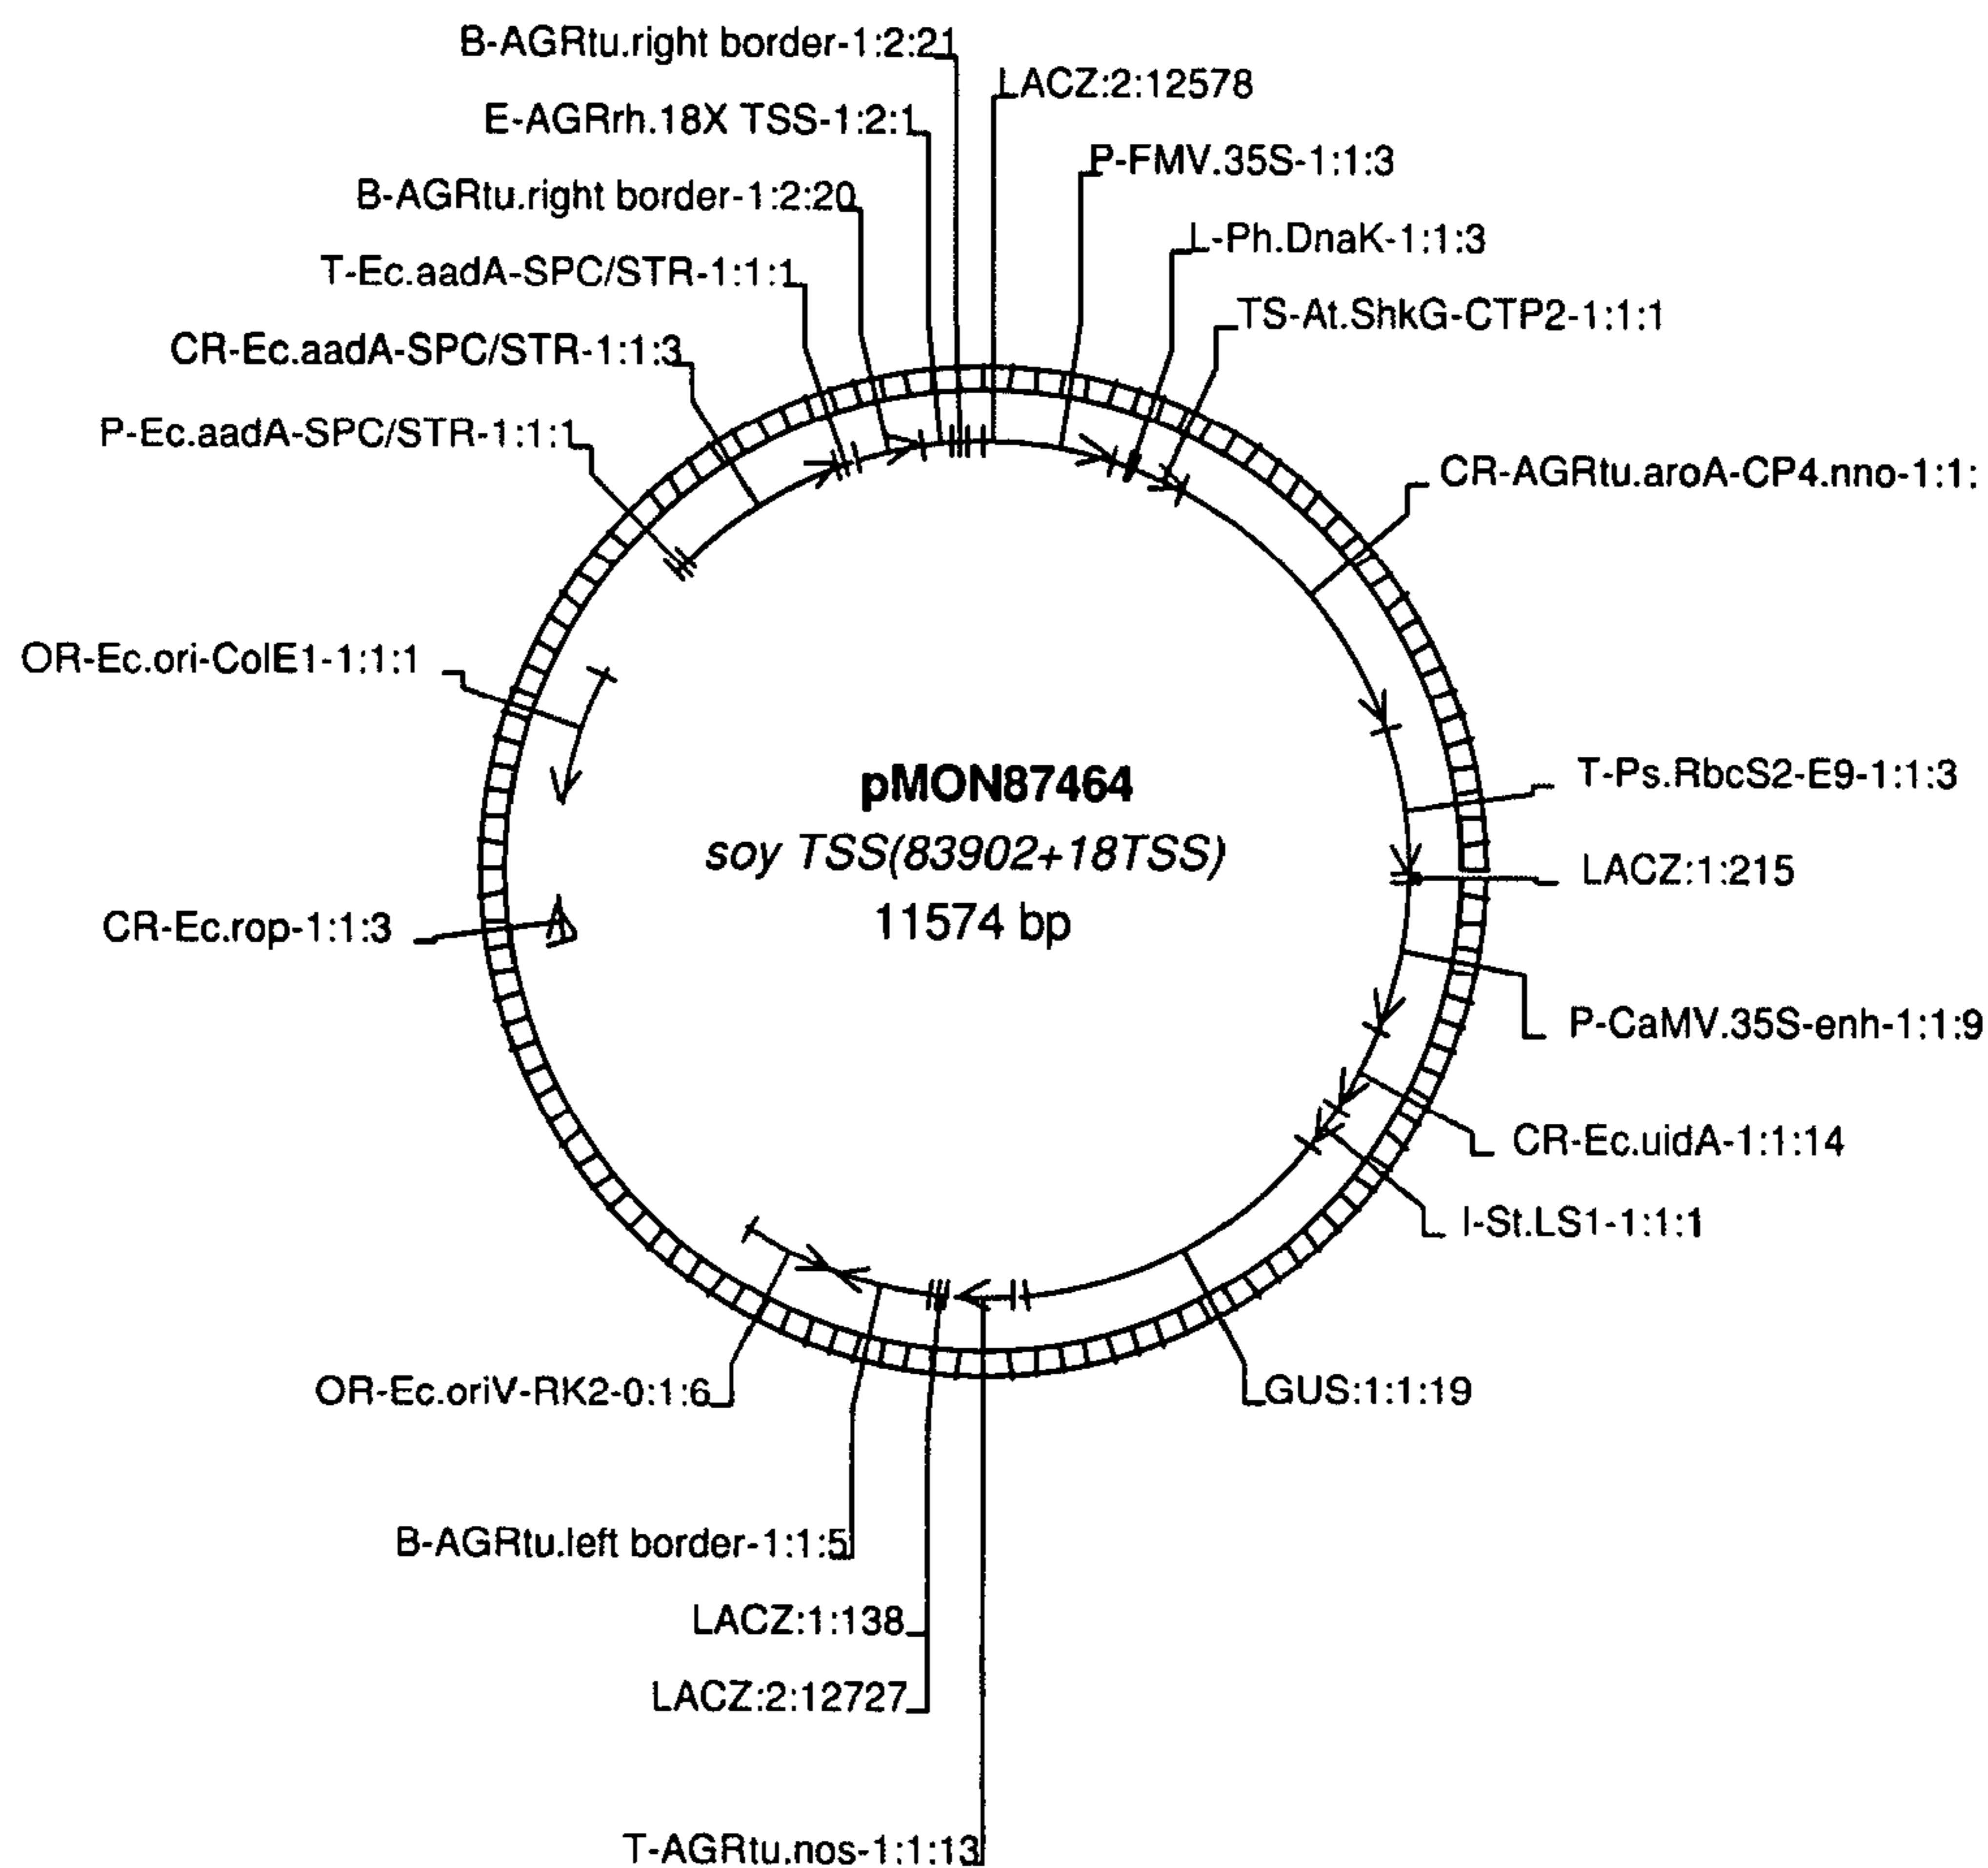 B-AGRtu.right border-1:2:21
LACZ:2:12578
E-AGRrh.18X TSS-1:2:1
P-FMV.35S-1:1:3
B-AGRtu.right border-1:2:20
L-Ph.DnaK-1:1:3
T-Ec.aadA-SPC/STR-1:1:1
TS-At.ShkG-CTP2-1:1:1
CR-Ec.aadA-SPC/STR-1:1:3
P-Ec.aadA-SPC/STR-1:1:1
CR-AGRtu.aroA-CP4.nno-1:1:
OR-Ec.ori-ColE1-1:1:1
pMON87464
T-Ps.RbcS2-E9-1:1:3
soy TSS(83902+18TSS)
LACZ:1:215
11574 bp
CR-Ec.rop-1:1:3
P-CaMV.35S-enh-1:1:9
CR-Ec.uidA-1:1:14
I-St.LS1-1:1:1
OR-Ec.oriV-RK2-0:1:6
GUS:1:1:19
B-AGRtu.left border-1:1:5
LACZ:1:138
LACZ:2:12727
T-AGRtu.nos-1:1:13